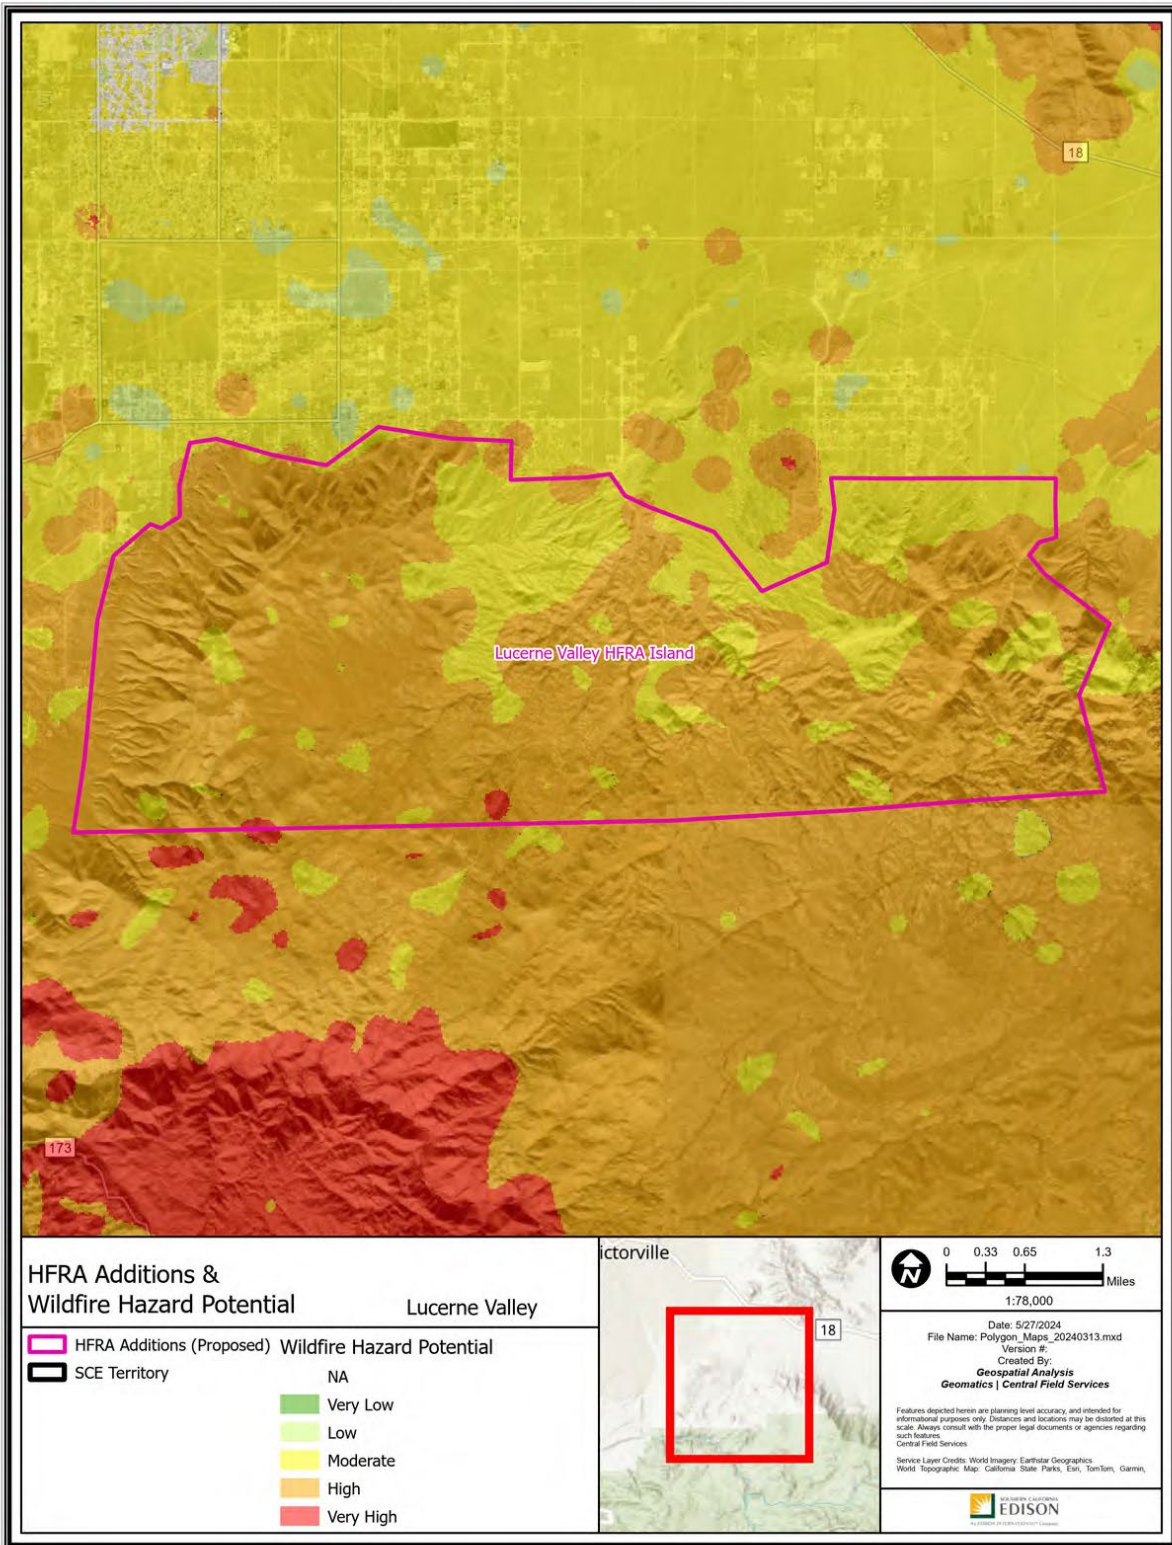 18
Lucerne Valley HFRA Island
173
HFRA Additions &
Wildfire Hazard Potential
Lucerne Valley
HFRA Additions (Proposed)
SCE Territory
Wildfire Hazard Potential
NA
Very Low
Low
Moderate
High
Very High
ictorville
18
N
0 0.33 0.65 1.3
Miles
1:78,000
Date: 5/27/2024
File Name: Polygon_Maps_20240313.mxd
Version #:
Created By:
Geospatial Analysis
Geomatics | Central Field Services
Features depicted herein are planning level accuracy, and intended for
informational purposes only. Distances and locations may be distorted at this
scale. Always consult with the proper legal documents or agencies regarding
such features.
Central Field Services
Service Layer Credits: World Imagery: Earthstar Geographics
World Topographic Map: California State Parks, Esri, TomTom, Garmin,
SOUTHERN CALIFORNIA
EDISON